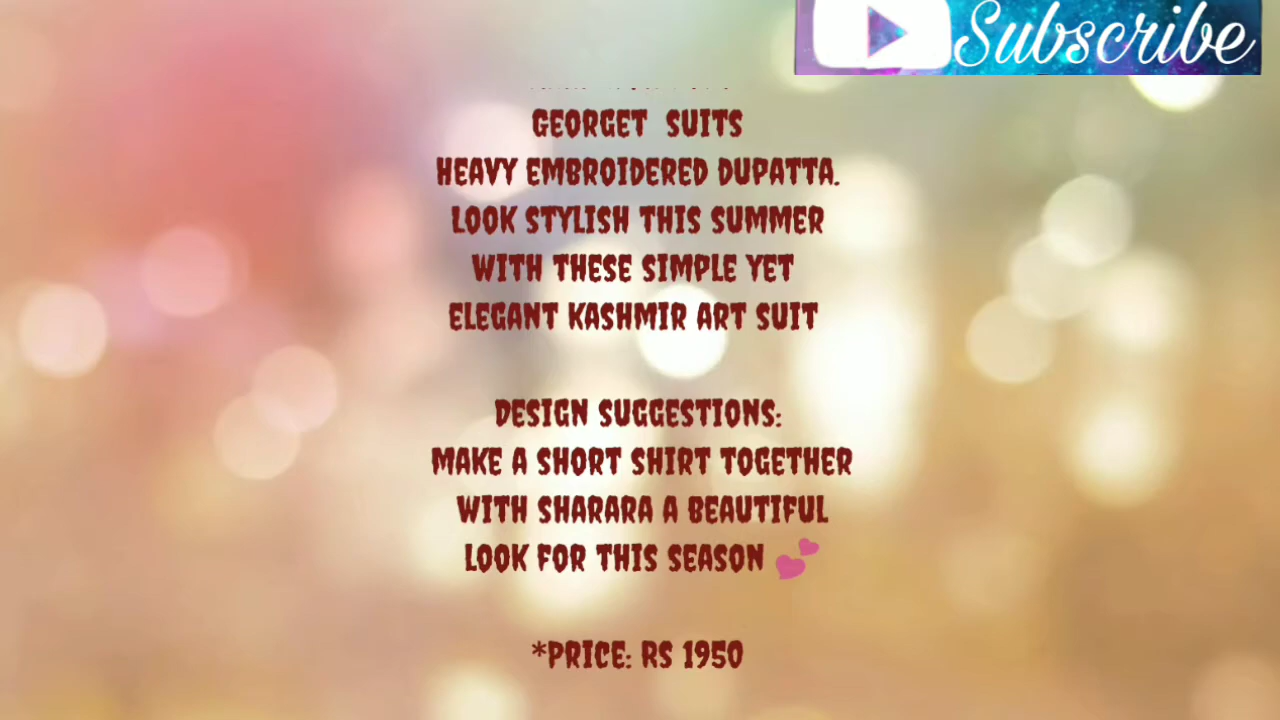 Subscribe
GEORGET SUITS
HEAVY EMBROIDERED DUPATTA.
LOOK STYLISH THIS SUMMER
WITH THESE SIMPLE YET
ELEGANT KASHMIR ART SUIT
DESIGN SUGGESTIONS:
MAKE A SHORT SHIRT TOGETHER
WITH SHARARA A BEAUTIFUL
LOOK FOR THIS SEASON 💕
*PRICE: RS 1950